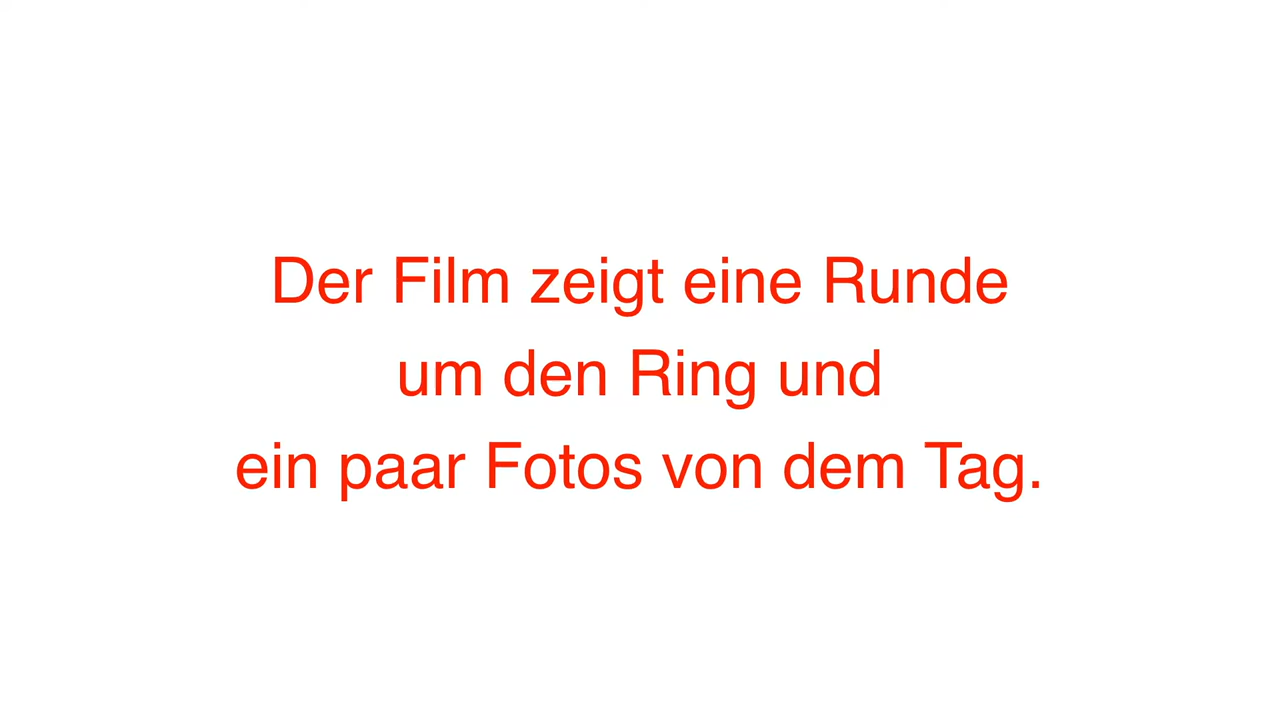 Der Film zeigt eine Runde
um den Ring und
ein paar Fotos von dem Tag.